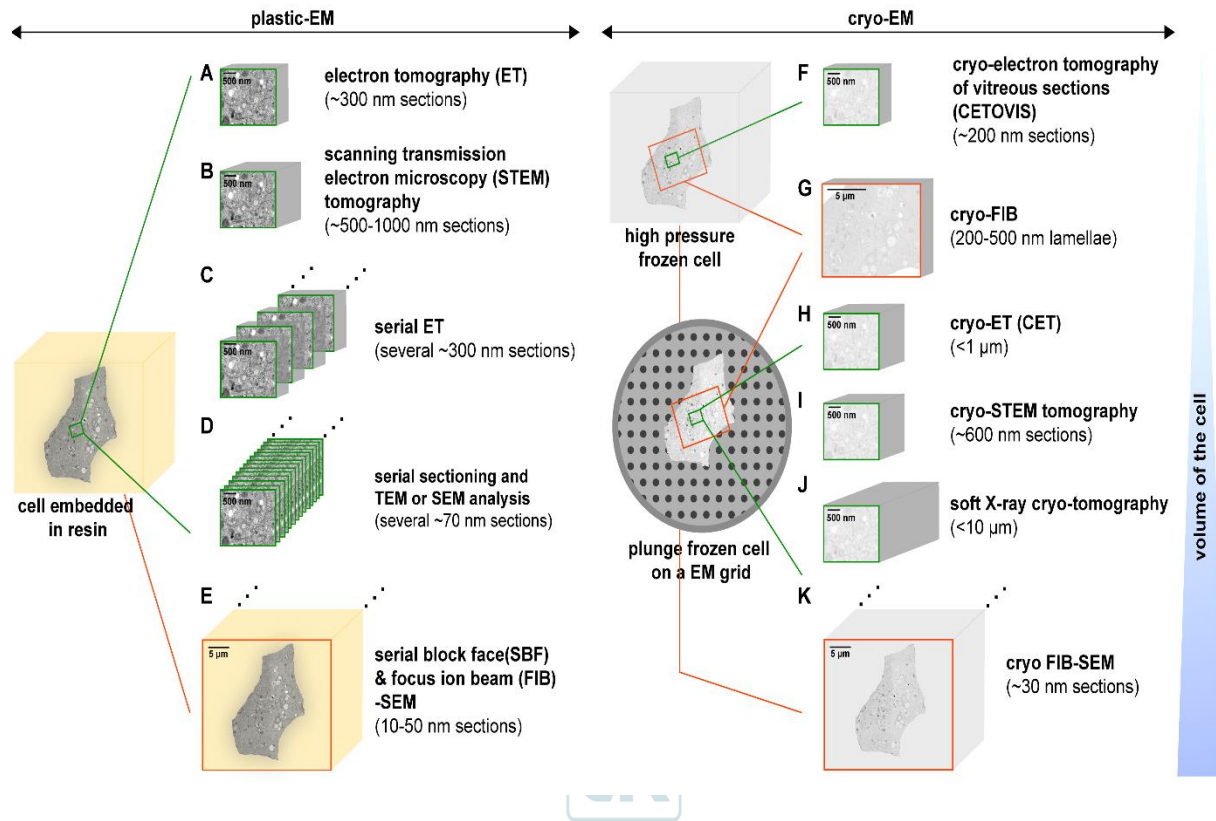 plastic-EM
A
500 nm
electron tomography (ET)
(~300 nm sections)
B
500 nm
scanning transmission
electron microscopy (STEM)
tomography
(~500-1000 nm sections)
C
500 nm
serial ET
(several ~300 nm sections)
D
500 nm
serial sectioning and
TEM or SEM analysis
(several ~70 nm sections)
cell embedded
in resin
E
5 µm
serial block face(SBF)
& focus ion beam (FIB)
-SEM
(10-50 nm sections)
cryo-EM
high pressure
frozen cell
plunge frozen cell
on a EM grid
F
500 nm
cryo-electron tomography
of vitreous sections
(CETOVIS)
(~200 nm sections)
G
5 µm
cryo-FIB
(200-500 nm lamellae)
H
500 nm
cryo-ET (CET)
(<1 µm)
I
500 nm
cryo-STEM tomography
(~600 nm sections)
J
500 nm
soft X-ray cryo-tomography
(<10 µm)
K
5 µm
cryo FIB-SEM
(~30 nm sections)
volume of the cell